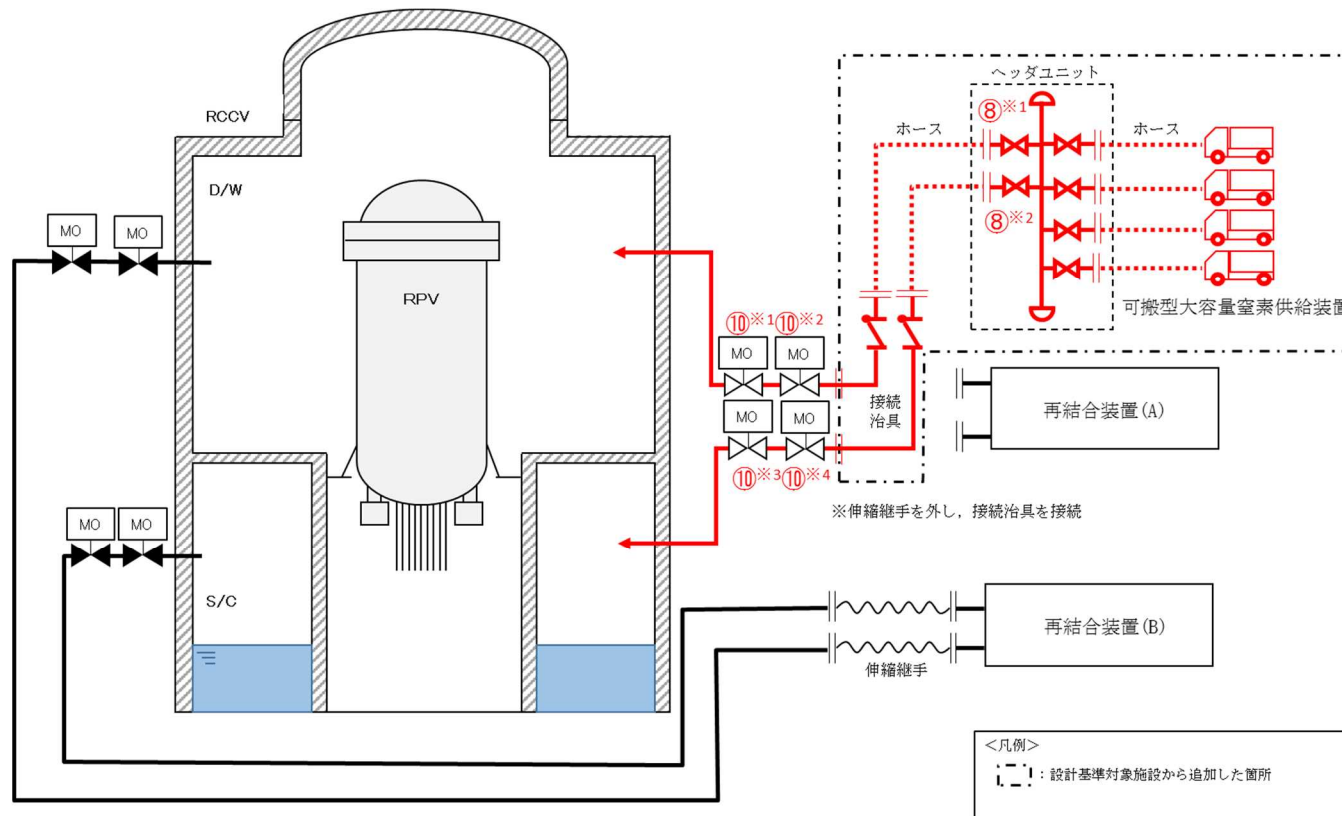 ヘッダユニット
⑧※1
ホース
ホース
RCCV
D/W
⑧※2
MO
MO
RPV
可搬型大容量窒素供給装置
⑩※1
⑩※2
MO
MO
接続
治具
再結合装置(A)
MO
MO
⑩※3
⑩※4
※伸縮継手を外し，接続治具を接続
MO
MO
S/C
再結合装置(B)
伸縮継手
＜凡例＞
：設計基準対象施設から追加した箇所